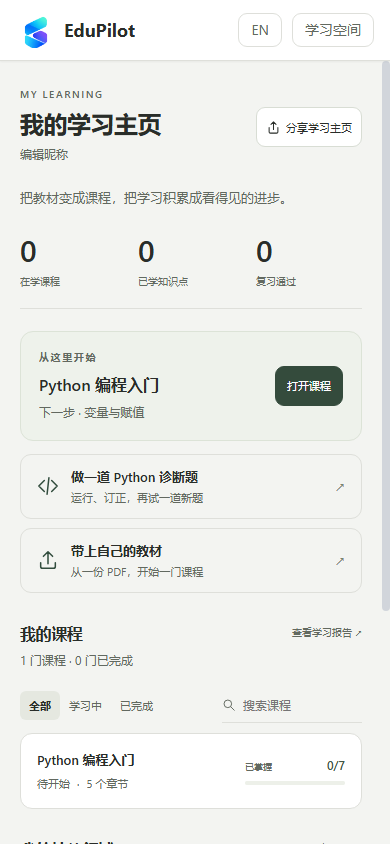 EduPilot
EN
学习空间
MY LEARNING
我的学习主页
分享学习主页
编辑昵称
把教材变成课程，把学习积累成看得见的进步。
0
0
0
在学课程
已学知识点
复习通过
从这里开始
Python 编程入门
打开课程
下一步 · 变量与赋值
做一道 Python 诊断题
运行、订正，再试一道新题
↗
带上自己的教材
从一份 PDF，开始一门课程
↗
我的课程
查看学习报告 ↗
1 门课程 · 0 门已完成
全部
学习中
已完成
搜索课程
Python 编程入门
已掌握
0/7
待开始 · 5 个章节